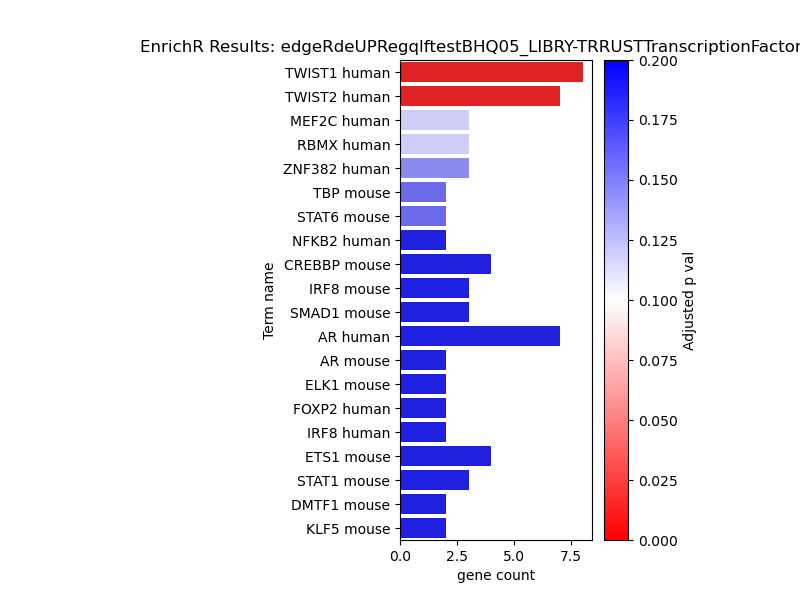 EnrichR Results: edgeRdeUPRegqlftestBHQ05_LIBRY-TRRUSTTranscriptionFactor
TWIST1 human
TWIST2 human
MEF2C human
RBMX human
ZNF382 human
TBP mouse
STAT6 mouse
NFKB2 human
CREBBP mouse
IRF8 mouse
SMAD1 mouse
AR human
AR mouse
ELK1 mouse
FOXP2 human
IRF8 human
ETS1 mouse
STAT1 mouse
DMTF1 mouse
KLF5 mouse
Term name
0.0 2.5 5.0 7.5
gene count
0.200
0.175
0.150
0.125
0.100
0.075
0.050
0.025
0.000
Adjusted p val